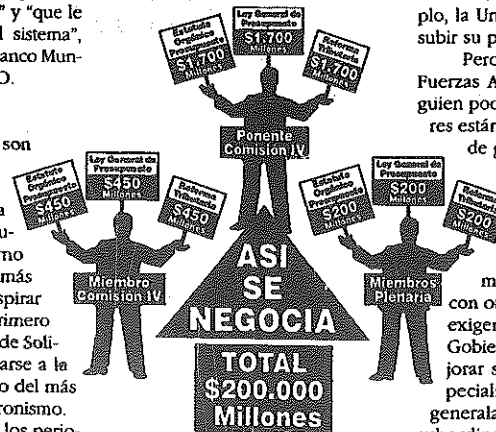 ” y “que le
l sistema”,
anco Mun-
O.
son
a
u-
mo
más
spirar
rimero
de Soli-
arse a la
o del más
ronismo.
los perio-
Estatuto
Orgánico
Presupuesto
$1.700
Millones
Ley General de
Presupuesto
$1.700
Millones
Reforma
Tributaria
$1.700
Millones
Ponente
Comisión IV
Estatuto
Orgánico
Presupuesto
$450
Millones
Ley General de
Presupuesto
$450
Millones
Reforma
Tributaria
$450
Millones
Miembro
Comisión IV
Estatuto
Orgánico
Presupuesto
$200
Millones
Ley General de
Presupuesto
$200
Millones
Reforma
Tributaria
$200
Millones
Miembros
Plenaria
ASI
SE
NEGOCIA
TOTAL
$200.000
Millones
plo, la Un
subir su p
Pero
Fuerzas A
guien pod
res están
de g
m
con o
exigen
Gobie
jorar s
pecial
general